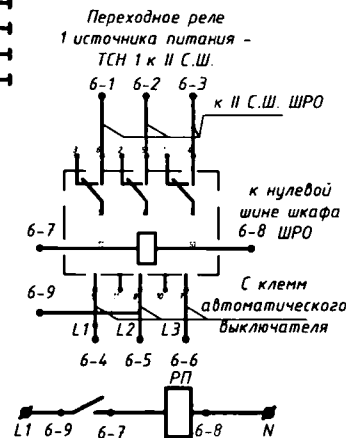 Переходное реле
1 источника питания -
ТСН 1 к II С.Ш.
6-1 6-2 6-3
к II С.Ш. ШРО
к нулевой
шине шкафа
6-7 6-8 ШРО
6-9
С клемм
автоматического
выключателя
L1 L2 L3
6-4 6-5 6-6
РП
L1 6-9 6-7 6-8 N